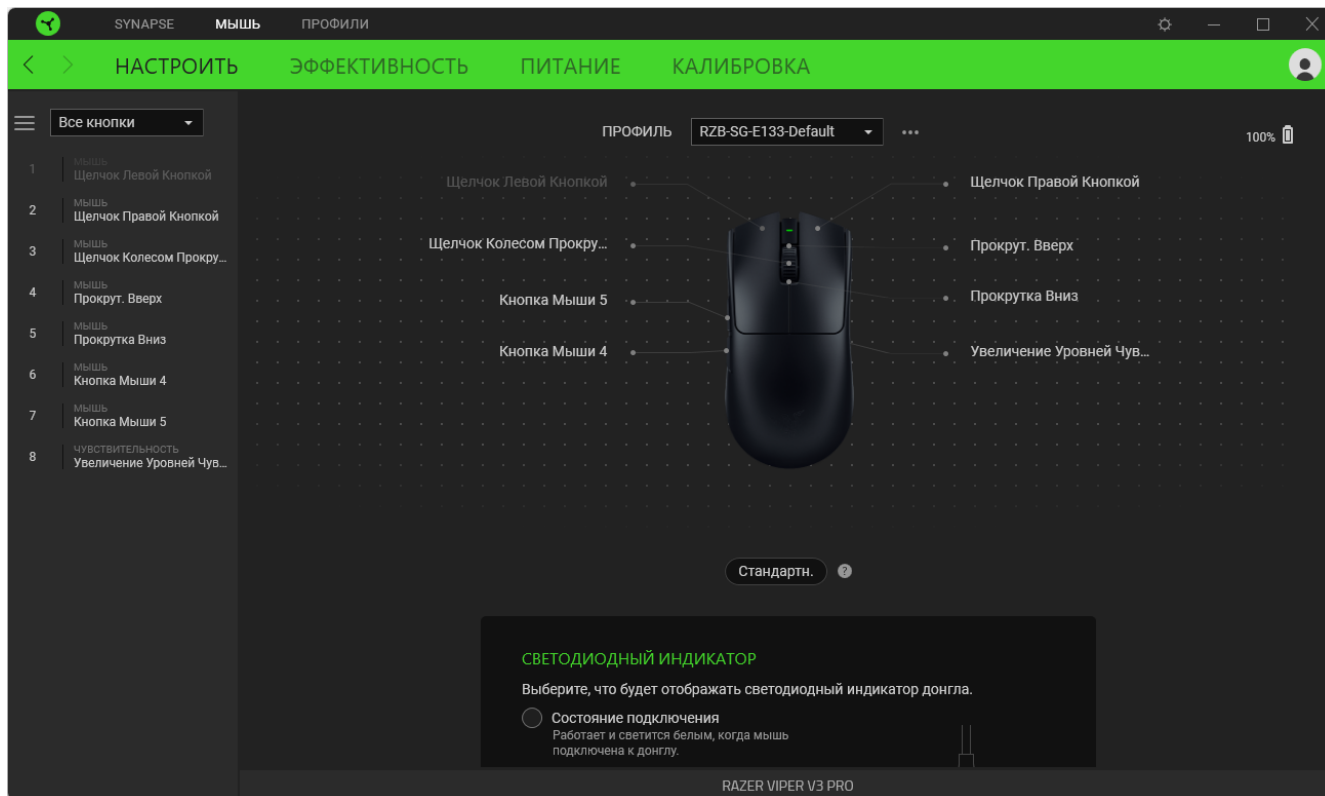 SYNAPSE МЫШЬ ПРОФИЛИ
НАСТРОИТЬ ЭФФЕКТИВНОСТЬ ПИТАНИЕ КАЛИБРОВКА
Все кнопки
ПРОФИЛЬ RZB-SG-E133-Default
100%
1 МЫШЬ
Щелчок Левой Кнопкой
2 МЫШЬ
Щелчок Правой Кнопкой
3 МЫШЬ
Щелчок Колесом Прокру...
4 МЫШЬ
Прокрут. Вверх
5 МЫШЬ
Прокрутка Вниз
6 МЫШЬ
Кнопка Мыши 4
7 МЫШЬ
Кнопка Мыши 5
8 ЧУВСТВИТЕЛЬНОСТЬ
Увеличение Уровней Чув...
Щелчок Левой Кнопкой
Щелчок Колесом Прокру...
Кнопка Мыши 5
Кнопка Мыши 4
Щелчок Правой Кнопкой
Прокрут. Вверх
Прокрутка Вниз
Увеличение Уровней Чув...
Стандартн. ?
СВЕТОДИОДНЫЙ ИНДИКАТОР
Выберите, что будет отображать светодиодный индикатор донгла.
Состояние подключения
Работает и светится белым, когда мышь
подключена к донглу.
RAZER VIPER V3 PRO